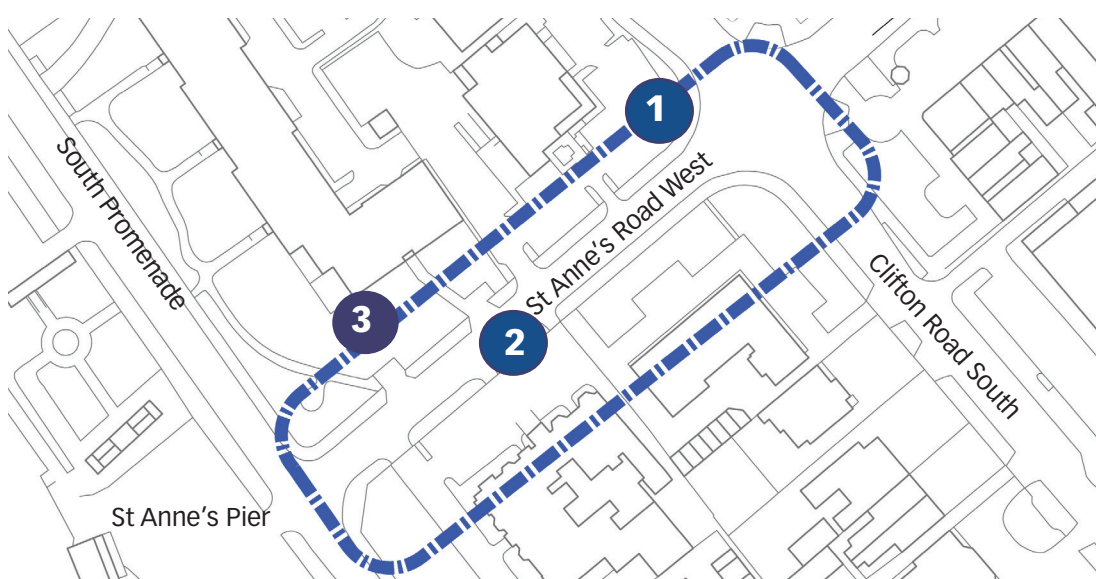 1
South Promenade
St Anne's Road West
Clifton Road South
3
2
St Anne's Pier